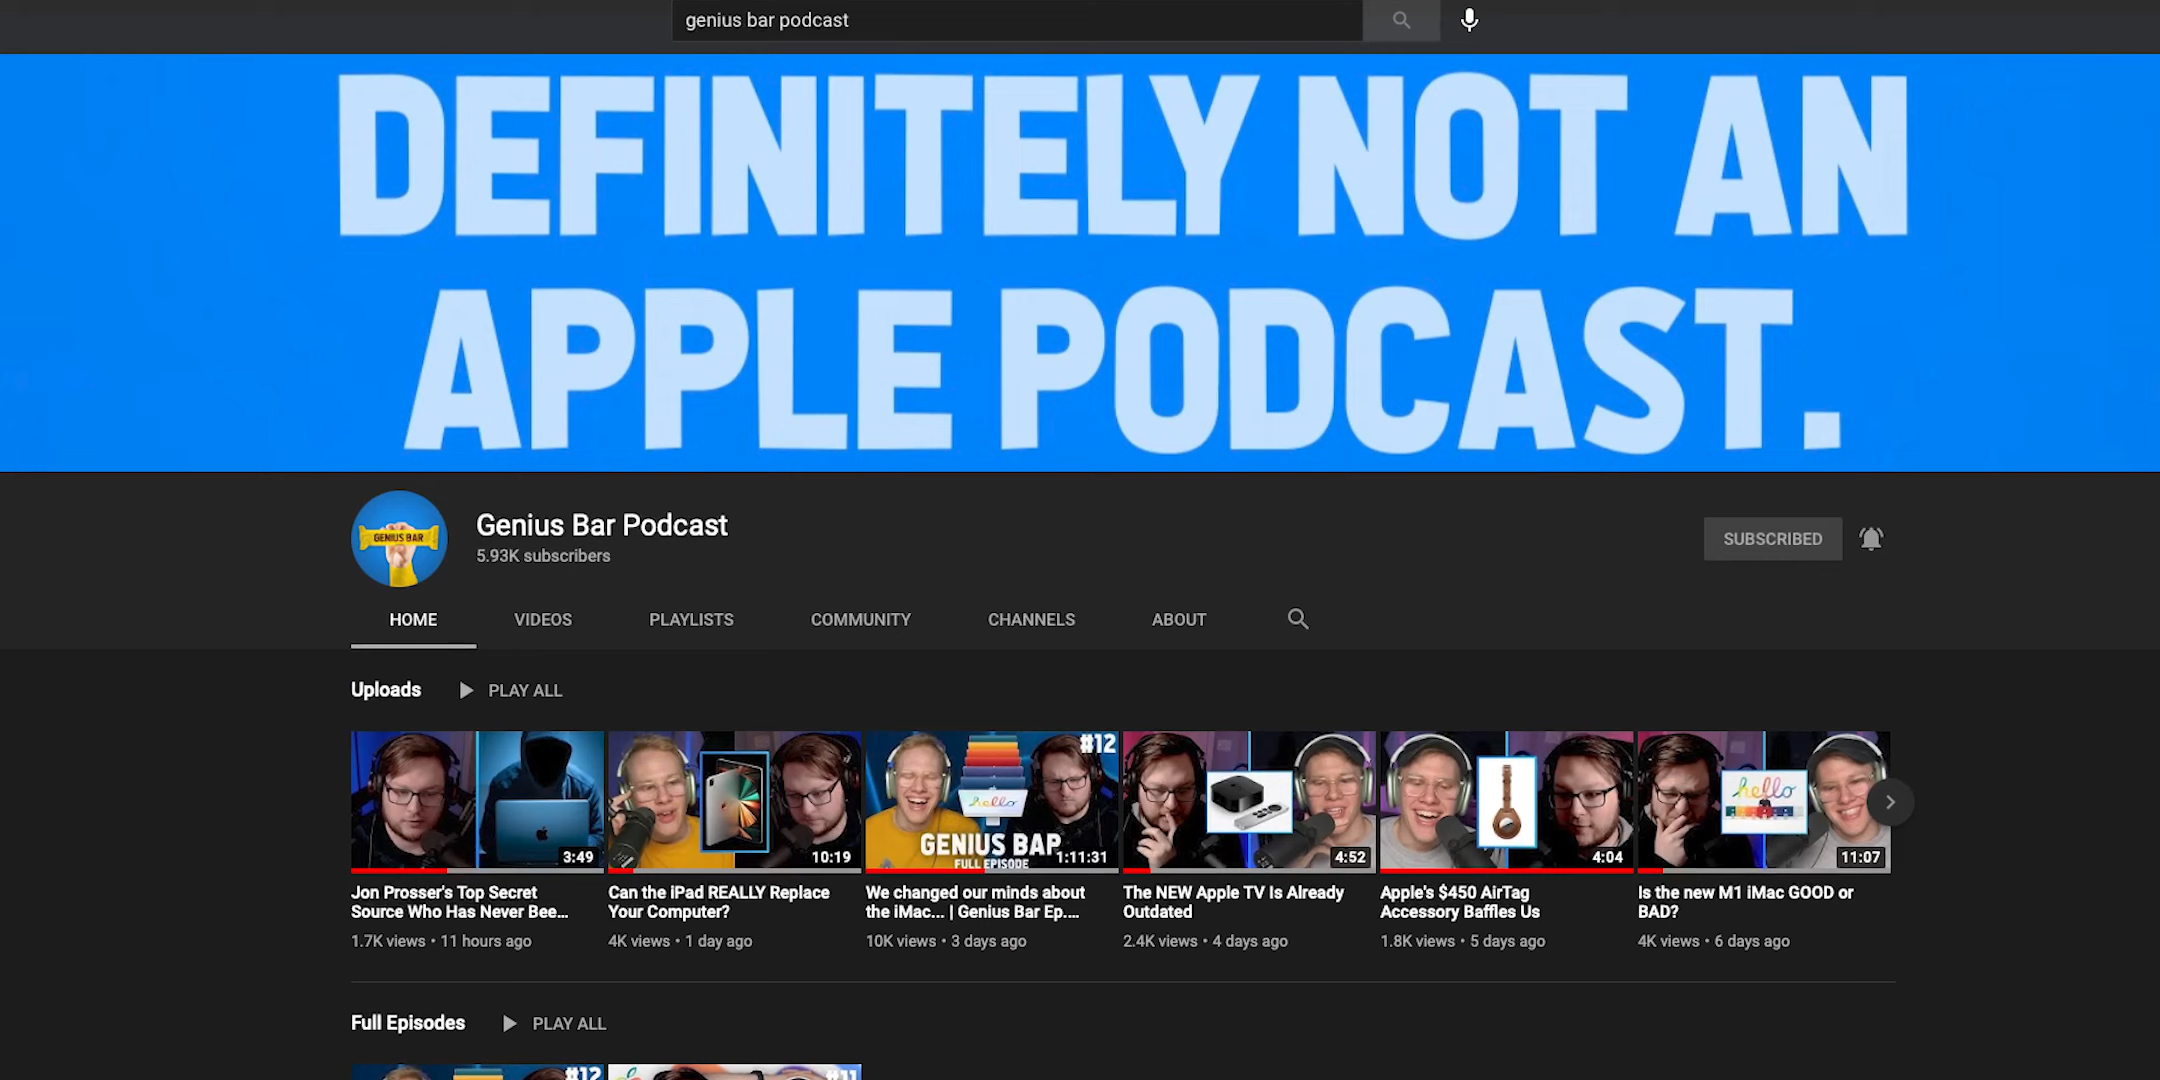 genius bar podcast
DEFINITELY NOT AN
APPLE PODCAST.
GENIUS BAR
Genius Bar Podcast
5.93K subscribers
SUBSCRIBED
HOME VIDEOS PLAYLISTS COMMUNITY CHANNELS ABOUT
Uploads PLAY ALL
3:49
Jon Prosser's Top Secret
Source Who Has Never Bee...
1.7K views • 11 hours ago
10:19
Can the iPad REALLY Replace
Your Computer?
4K views • 1 day ago
#12
hello
GENIUS BAP
FULL EPISODE
1:11:31
We changed our minds about
the iMac... | Genius Bar Ep....
10K views • 3 days ago
4:52
The NEW Apple TV Is Already
Outdated
2.4K views • 4 days ago
4:04
Apple's $450 AirTag
Accessory Baffles Us
1.8K views • 5 days ago
hello
11:07
Is the new M1 iMac GOOD or
BAD?
4K views • 6 days ago
Full Episodes PLAY ALL
#12
#11